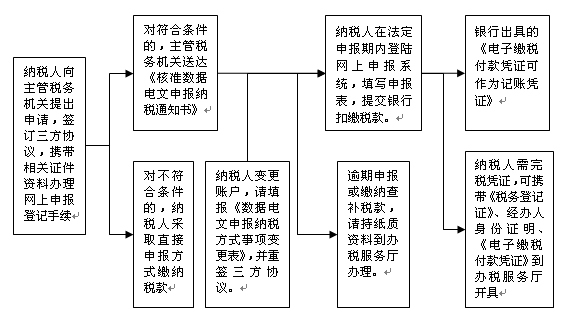 纳税人向
主管税务
机关提出
申请，签
订三方协
议，携带
相关证件
资料办理
网上申报
登记手续
对符合条件
的，主管税
务机关送达
《核准数据
电文申报纳
税通知书》
对不符
合条件
的，纳
税人采
取直接
申报方
式缴纳
税款
纳税人变更
账户，请填
报《数据电
文申报纳税
方式事项变
更表》，并重
签三方协
议。
纳税人在法定
申报期内登陆
网上申报系
统，填写申报
表，提交银行
扣缴税款。
逾期申报
或缴纳查
补税款，
请持纸质
资料到办
税服务厅
办理。
银行出具的
《电子缴税
付款凭证可
作为记账凭
证》
纳税人需完
税凭证，可携
带《税务登记
证》、经办人
身份证明、
《电子缴税
付款凭证》到
办税服务厅
开具